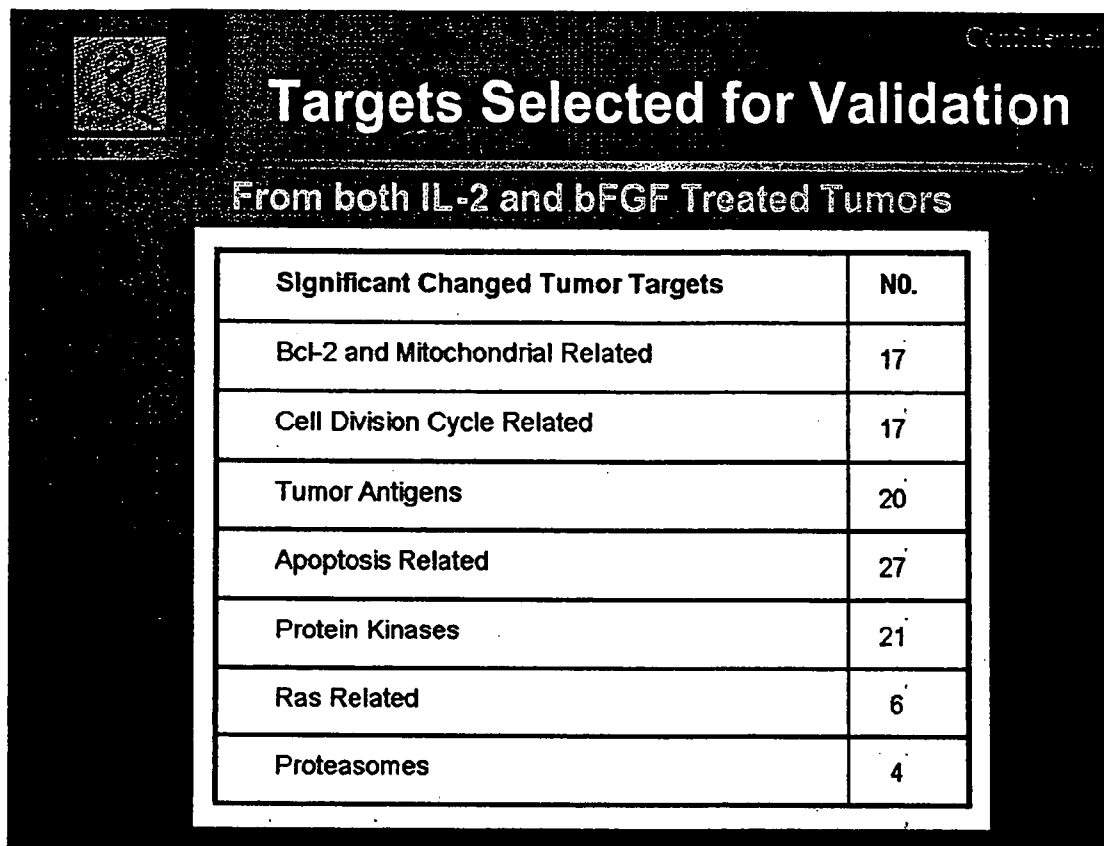 Confidential
Targets Selected for Validation
From both IL-2 and bFGF Treated Tumors
Significant Changed Tumor Targets N0.
Bcl-2 and Mitochondrial Related 17
Cell Division Cycle Related 17
Tumor Antigens 20
Apoptosis Related 27
Protein Kinases 21
Ras Related 6
Proteasomes 4